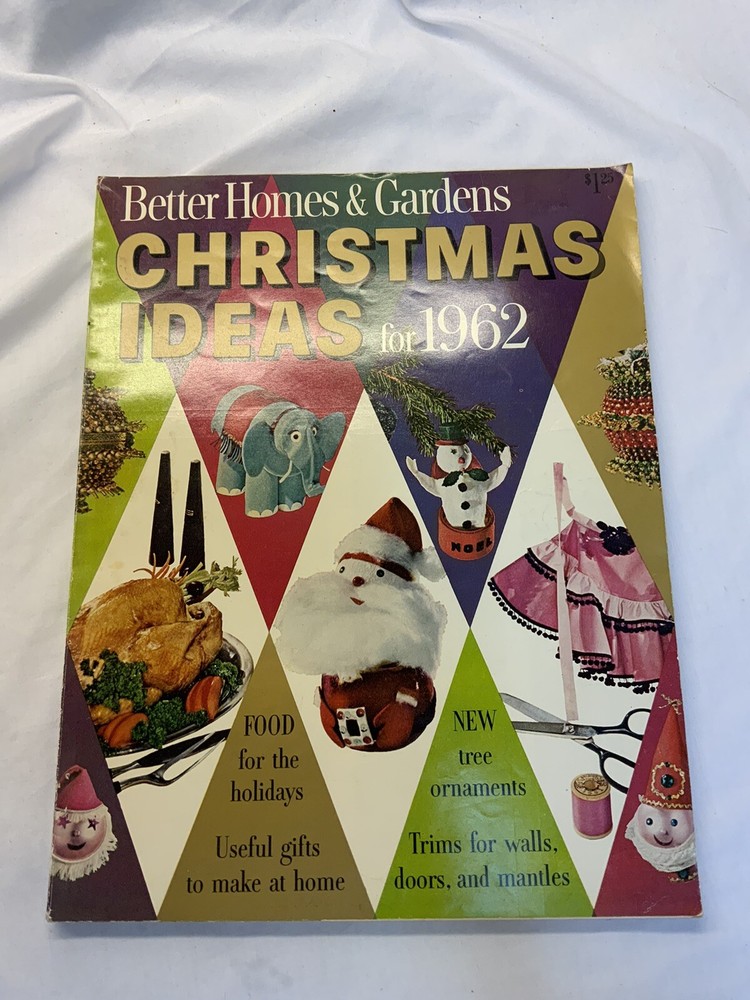 $1.25
Better Homes & Gardens
CHRISTMAS
IDEAS for 1962
NOEL
FOOD
for the
holidays
Useful gifts
to make at home
NEW
tree
ornaments
Trims for walls,
doors, and mantles